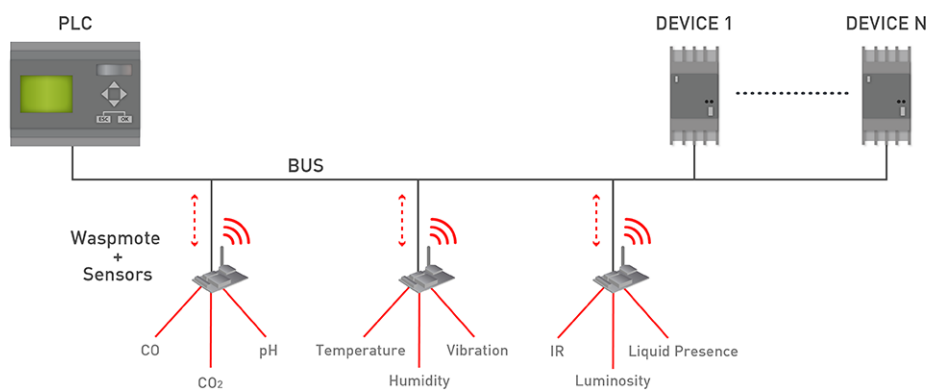 PLC
DEVICE 1
DEVICE N
ESC
OK
BUS
Waspmote
+
Sensors
CO
CO₂
pH
Temperature
Humidity
Vibration
IR
Luminosity
Liquid Presence